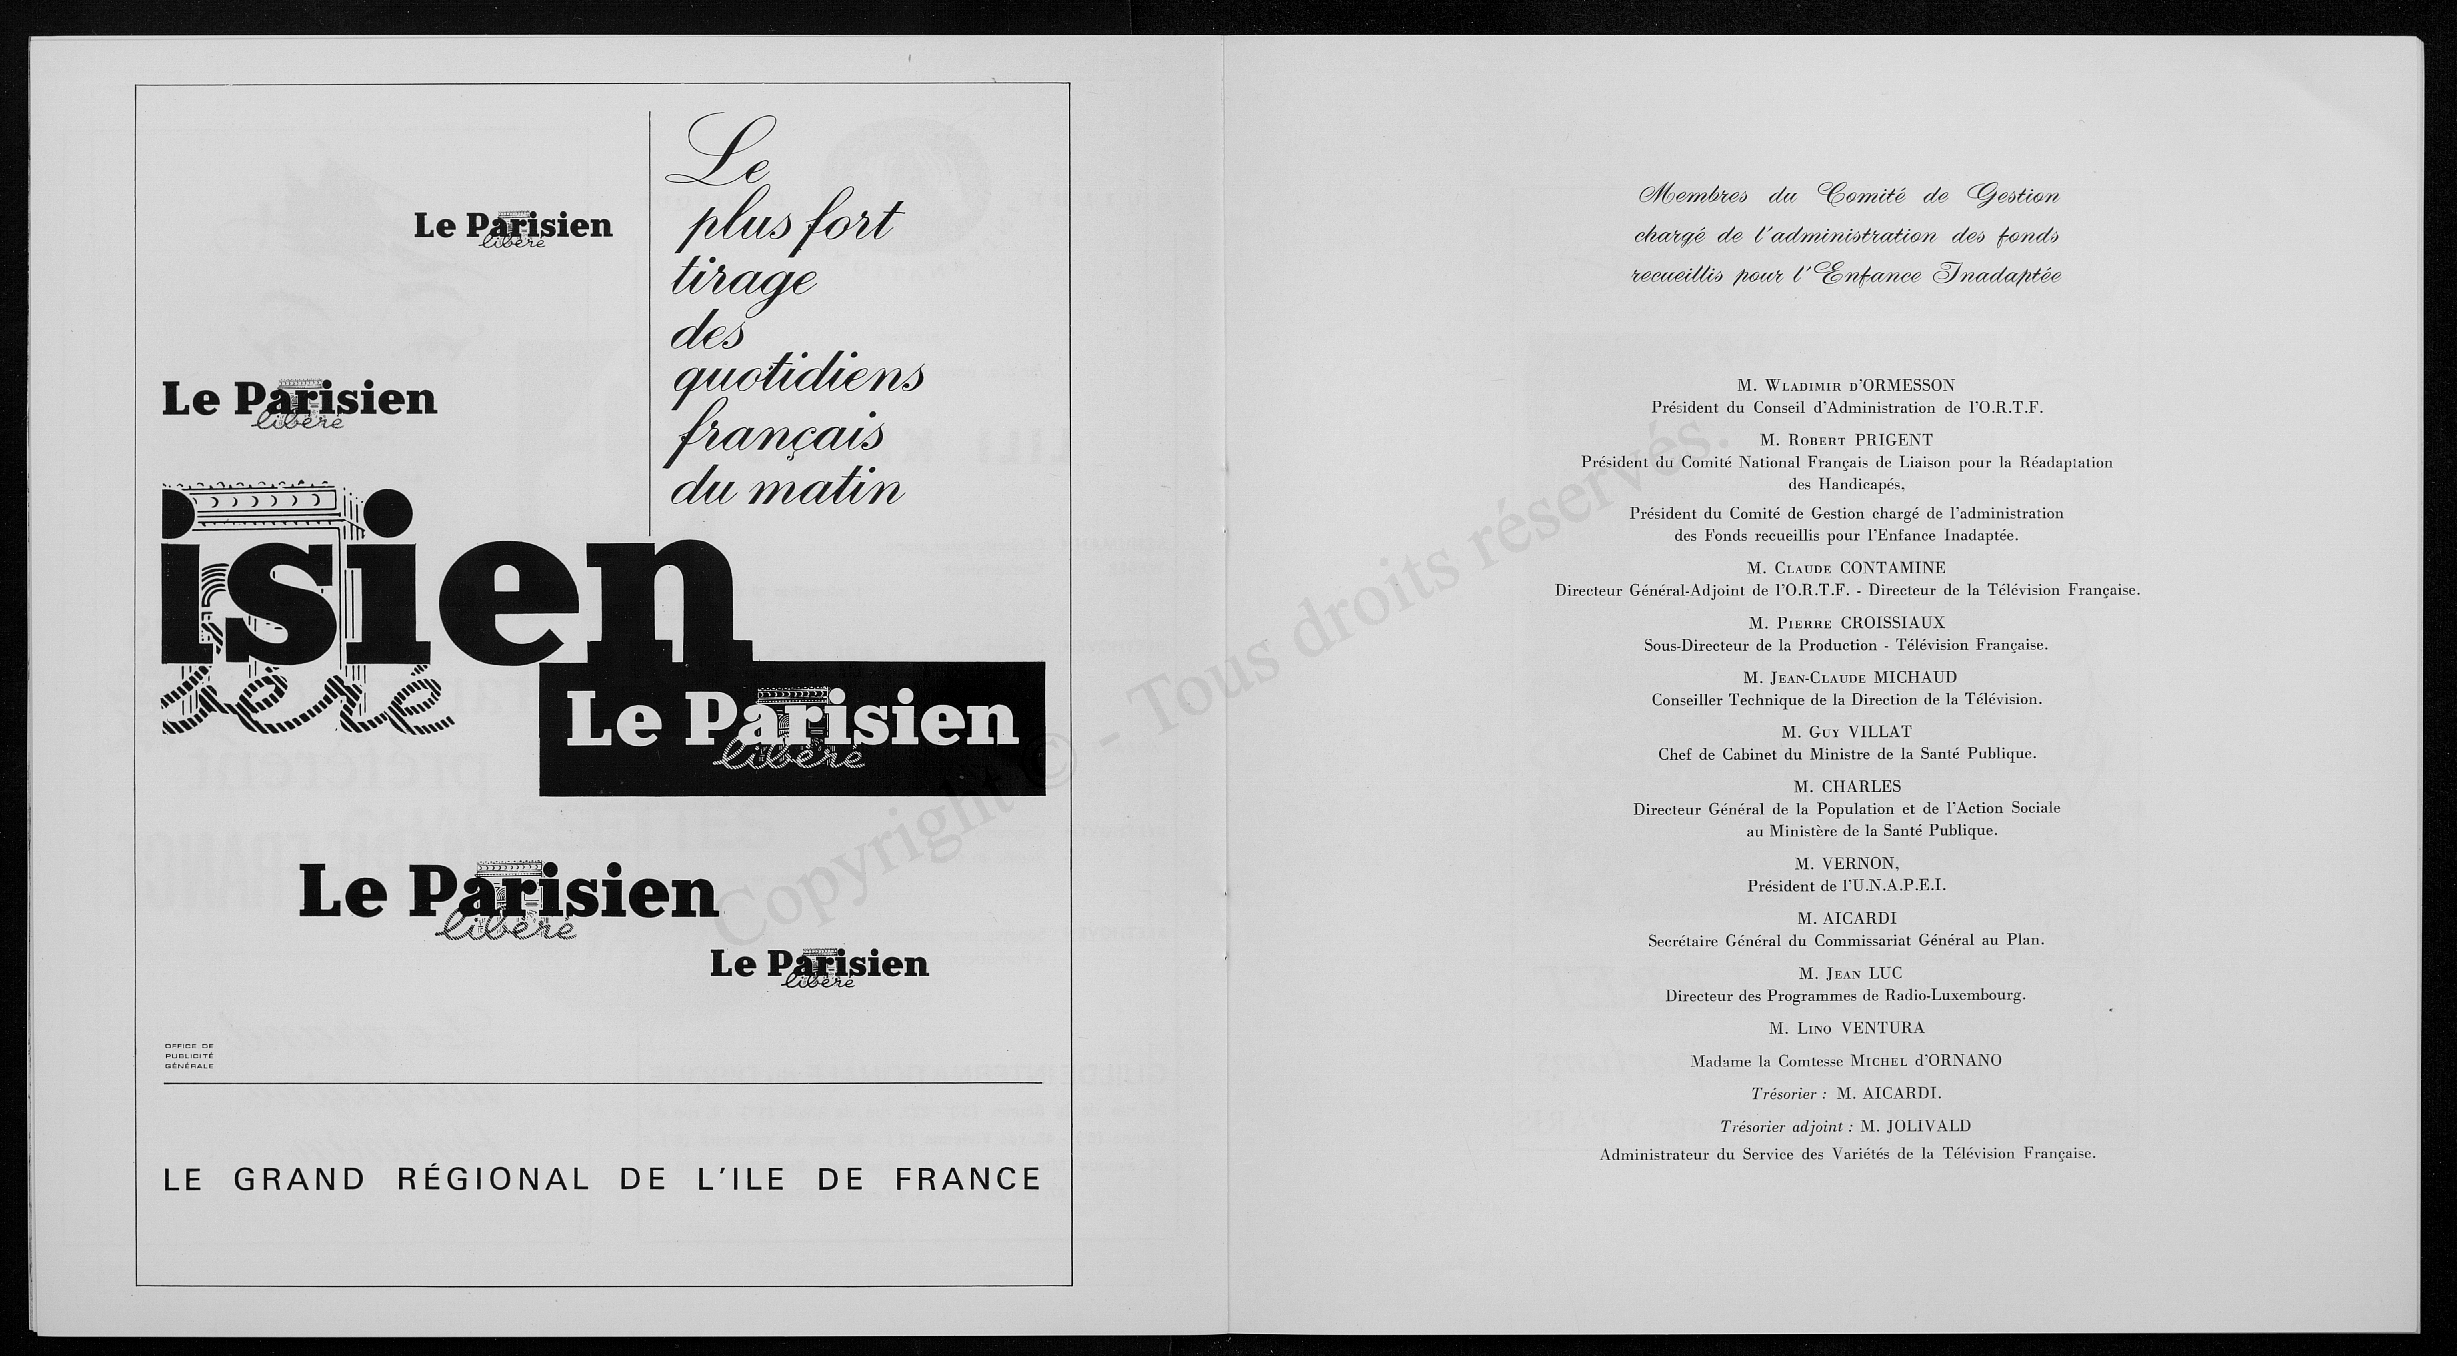 Le
plus fort
tirage
des
quotidiens
français
du matin
Le Parisien
libéré
Le Parisien
libéré
isien
béré
Le Parisien
libéré
Le Parisien
libéré
Le Parisien
libéré
OFFICE DE
PUBLICITÉ
GÉNÉRALE
LE GRAND RÉGIONAL DE L'ILE DE FRANCE
Membres du Comité de Gestion
chargé de l'administration des fonds
recueillis pour l'Enfance Inadaptée
M. WLADIMIR D'ORMESSON
Président du Conseil d'Administration de l'O.R.T.F.
M. ROBERT PRIGENT
Président du Comité National Français de Liaison pour la Réadaptation
des Handicapés,
Président du Comité de Gestion chargé de l'administration
des Fonds recueillis pour l'Enfance Inadaptée.
M. CLAUDE CONTAMINE
Directeur Général-Adjoint de l'O.R.T.F. - Directeur de la Télévision Française.
M. PIERRE CROISSIAUX
Sous-Directeur de la Production - Télévision Française.
M. JEAN-CLAUDE MICHAUD
Conseiller Technique de la Direction de la Télévision.
M. GUY VILLAT
Chef de Cabinet du Ministre de la Santé Publique.
M. CHARLES
Directeur Général de la Population et de l'Action Sociale
au Ministère de la Santé Publique.
M. VERNON,
Président de l'U.N.A.P.E.I.
M. AICARDI
Secrétaire Général du Commissariat Général au Plan.
M. JEAN LUC
Directeur des Programmes de Radio-Luxembourg.
M. LINO VENTURA
Madame la Comtesse MICHEL d'ORNANO
Trésorier : M. AICARDI.
Trésorier adjoint : M. JOLIVALD
Administrateur du Service des Variétés de la Télévision Française.
Copyright © - Tous droits réservés.